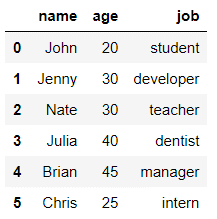 name age job
0 John 20 student
1 Jenny 30 developer
2 Nate 30 teacher
3 Julia 40 dentist
4 Brian 45 manager
5 Chris 25 intern